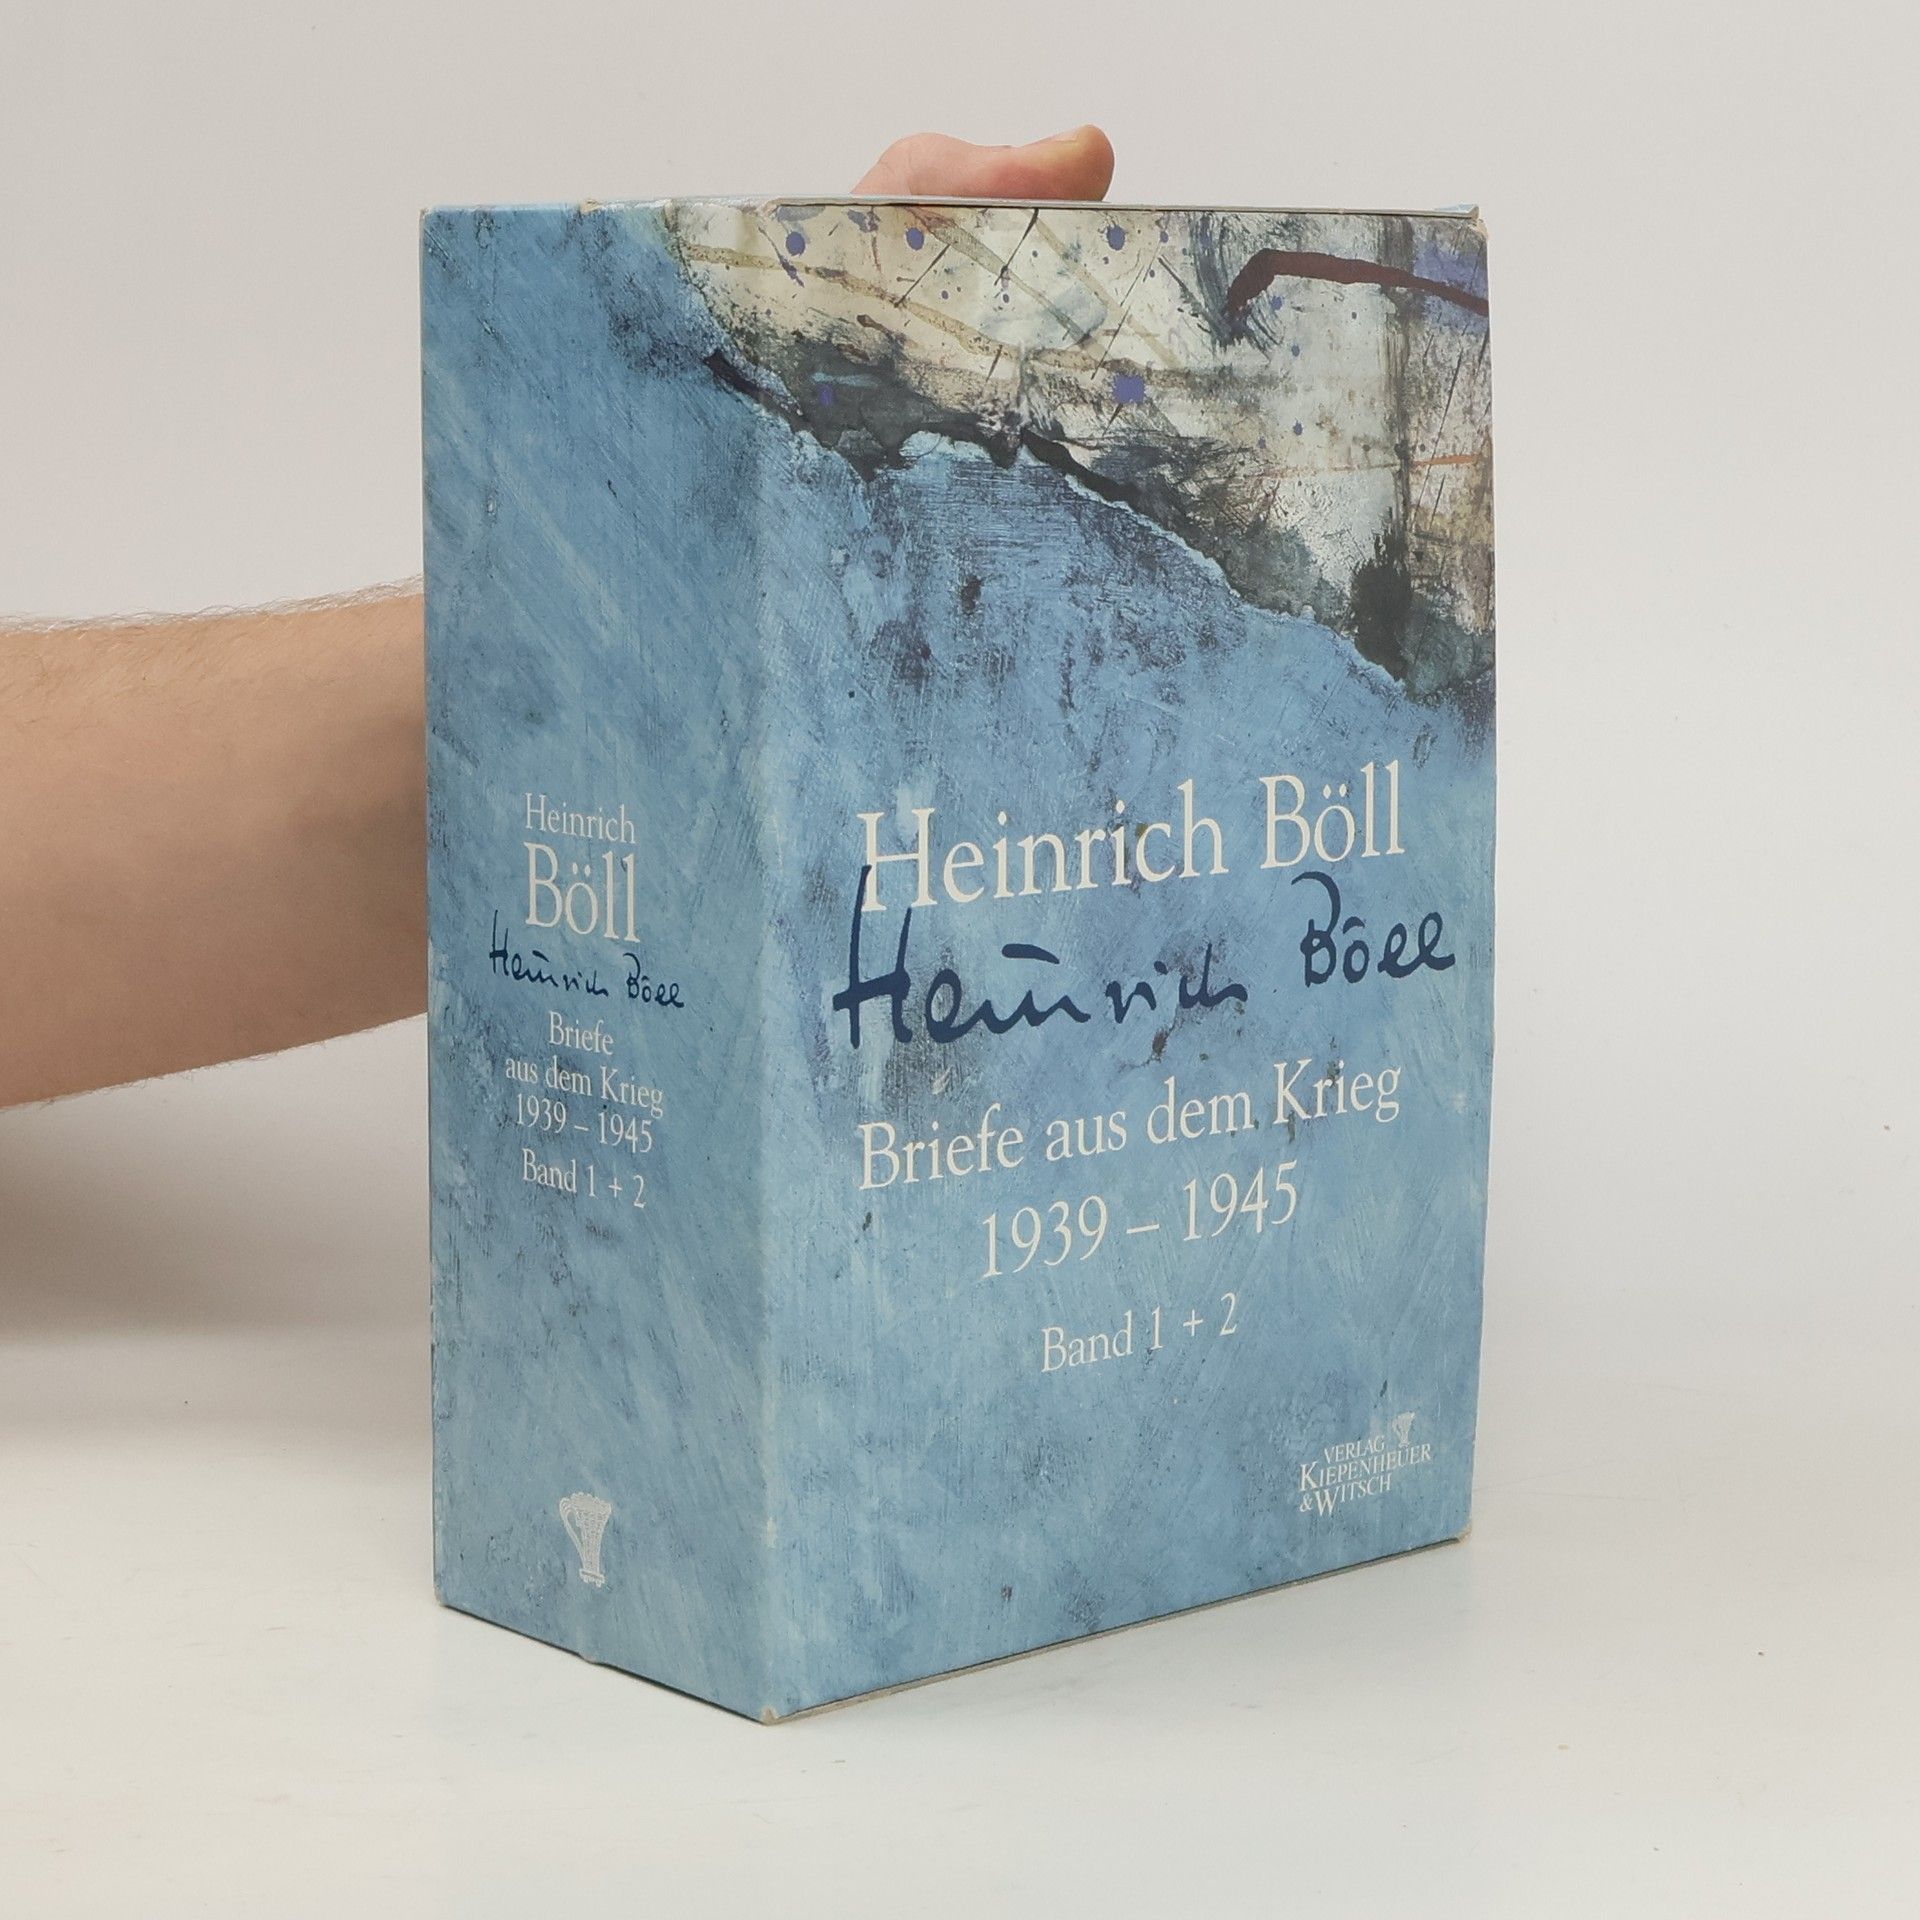 Heinrich
Böll
Heinrich Böll
Briefe
aus dem Krieg
1939 – 1945
Band 1 + 2
Heinrich Böll
Heinrich Böll
Briefe aus dem Krieg
1939 – 1945
Band 1 + 2
VERLAG
KIEPENHEUER
&WITSCH